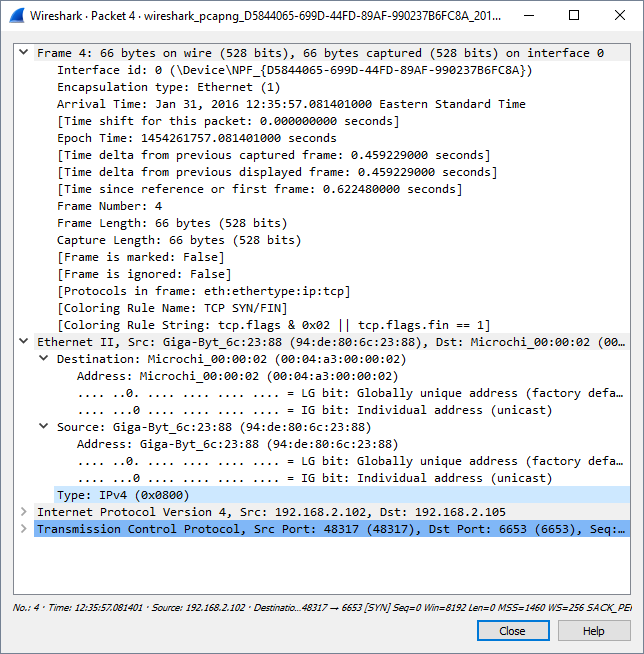 Wireshark · Packet 4 · wireshark_pcapng_D5844065-699D-44FD-89AF-990237B6FC8A_201...
Frame 4: 66 bytes on wire (528 bits), 66 bytes captured (528 bits) on interface 0
Interface id: 0 (\Device\NPF_{D5844065-699D-44FD-89AF-990237B6FC8A})
Encapsulation type: Ethernet (1)
Arrival Time: Jan 31, 2016 12:35:57.081401000 Eastern Standard Time
[Time shift for this packet: 0.000000000 seconds]
Epoch Time: 1454261757.081401000 seconds
[Time delta from previous captured frame: 0.459229000 seconds]
[Time delta from previous displayed frame: 0.459229000 seconds]
[Time since reference or first frame: 0.622480000 seconds]
Frame Number: 4
Frame Length: 66 bytes (528 bits)
Capture Length: 66 bytes (528 bits)
[Frame is marked: False]
[Frame is ignored: False]
[Protocols in frame: eth:ethertype:ip:tcp]
[Coloring Rule Name: TCP SYN/FIN]
[Coloring Rule String: tcp.flags & 0x02 || tcp.flags.fin == 1]
Ethernet II, Src: Giga-Byt_6c:23:88 (94:de:80:6c:23:88), Dst: Microchi_00:00:02 (00...
Destination: Microchi_00:00:02 (00:04:a3:00:00:02)
Address: Microchi_00:00:02 (00:04:a3:00:00:02)
.... ..0. .... .... .... .... = LG bit: Globally unique address (factory defa...
.... ...0 .... .... .... .... = IG bit: Individual address (unicast)
Source: Giga-Byt_6c:23:88 (94:de:80:6c:23:88)
Address: Giga-Byt_6c:23:88 (94:de:80:6c:23:88)
.... ..0. .... .... .... .... = LG bit: Globally unique address (factory defa...
.... ...0 .... .... .... .... = IG bit: Individual address (unicast)
Type: IPv4 (0x0800)
Internet Protocol Version 4, Src: 192.168.2.102, Dst: 192.168.2.105
Transmission Control Protocol, Src Port: 48317 (48317), Dst Port: 6653 (6653), Seq:...
No.: 4 · Time: 12:35:57.081401 · Source: 192.168.2.102 · Destinatio...48317 → 6653 [SYN] Seq=0 Win=8192 Len=0 MSS=1460 WS=256 SACK_PE
Close
Help